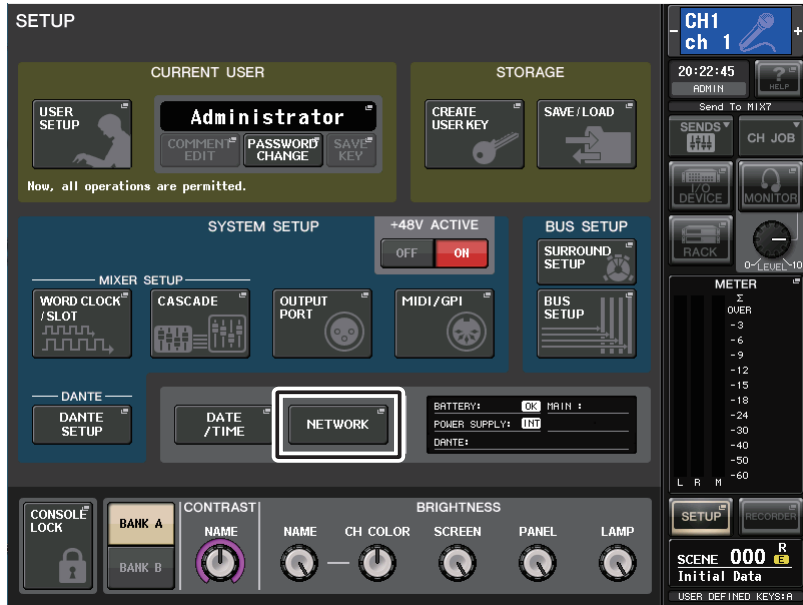 SETUP
CURRENT USER
USER
SETUP
Administrator
COMMENT
EDIT
PASSWORD
CHANGE
SAVE
KEY
Now, all operations are permitted.
STORAGE
CREATE
USER KEY
SAVE/LOAD
SYSTEM SETUP
+48V ACTIVE
OFF
ON
MIXER SETUP
WORD CLOCK
/SLOT
CASCADE
OUTPUT
PORT
MIDI/GPI
BUS SETUP
SURROUND
SETUP
BUS
SETUP
DANTE
DANTE
SETUP
DATE
/TIME
NETWORK
BATTERY: OK MAIN :
POWER SUPPLY: INT
DANTE:
CONSOLE
LOCK
BANK A
BANK B
CONTRAST
NAME
BRIGHTNESS
NAME
CH COLOR
SCREEN
PANEL
LAMP
- CH1 +
ch 1
20:22:45
ADMIN
?
HELP
Send To MIX7
SENDS
CH JOB
I/O
DEVICE
MONITOR
RACK
0-LEVEL-10
METER
Σ
OVER
-3
-6
-9
-12
-15
-18
-24
-30
-40
-50
-60
L R M
SETUP
RECORDER
SCENE 000 R
E
Initial Data
USER DEFINED KEYS:A